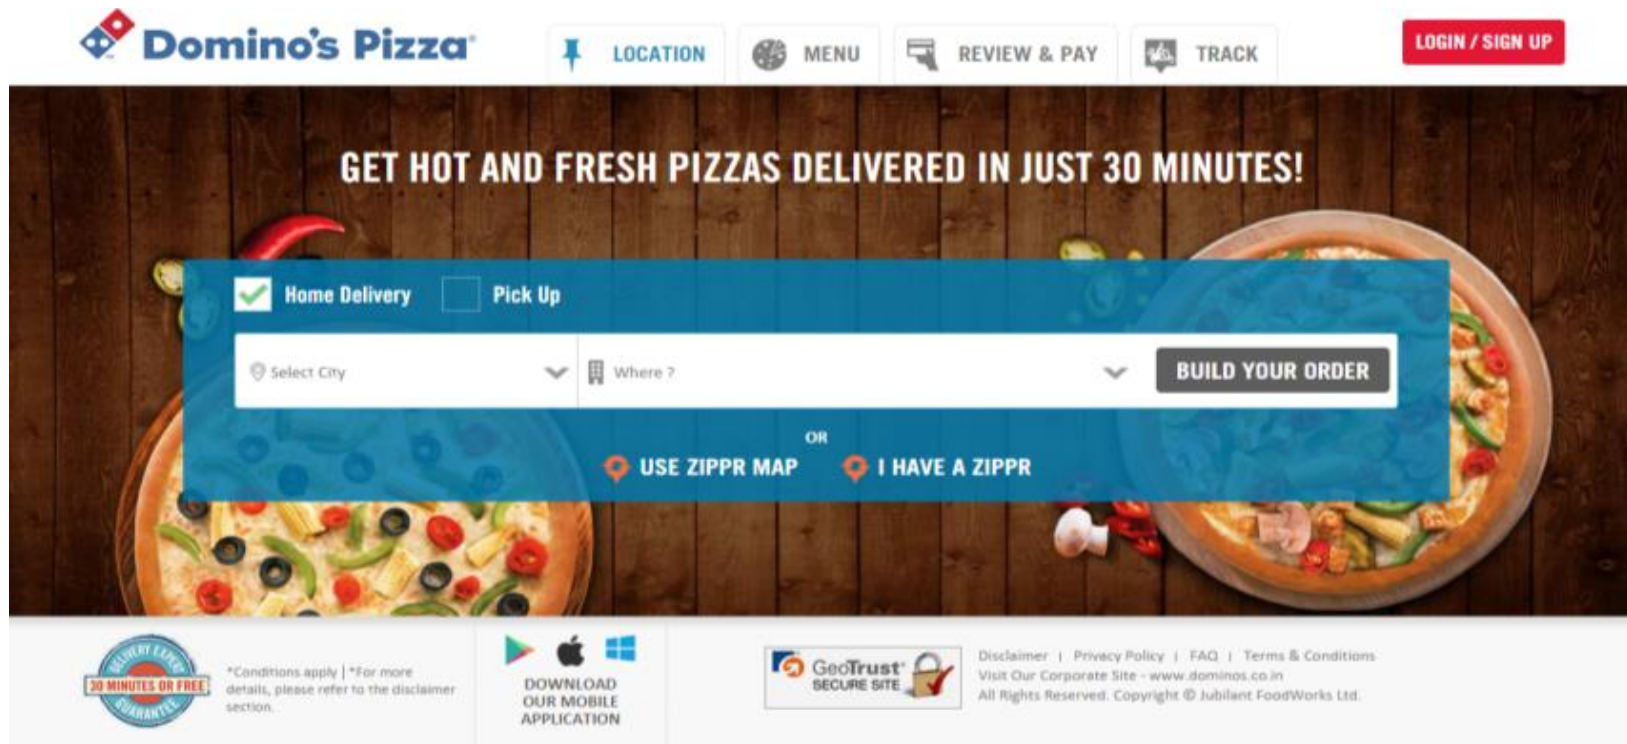 Domino's Pizza
LOCATION
MENU
REVIEW & PAY
TRACK
LOGIN / SIGN UP
GET HOT AND FRESH PIZZAS DELIVERED IN JUST 30 MINUTES!
Home Delivery
Pick Up
Select City
Where ?
BUILD YOUR ORDER
OR
USE ZIPPR MAP
I HAVE A ZIPPR
DELIVERY EXPERT
30 MINUTES OR FREE
GUARANTEE
*Conditions apply | *For more
details, please refer to the disclaimer
section.
DOWNLOAD
OUR MOBILE
APPLICATION
GeoTrust
SECURE SITE
Disclaimer | Privacy Policy | FAQ | Terms & Conditions
Visit Our Corporate Site - www.dominos.co.in
All Rights Reserved. Copyright © Jubilant FoodWorks Ltd.